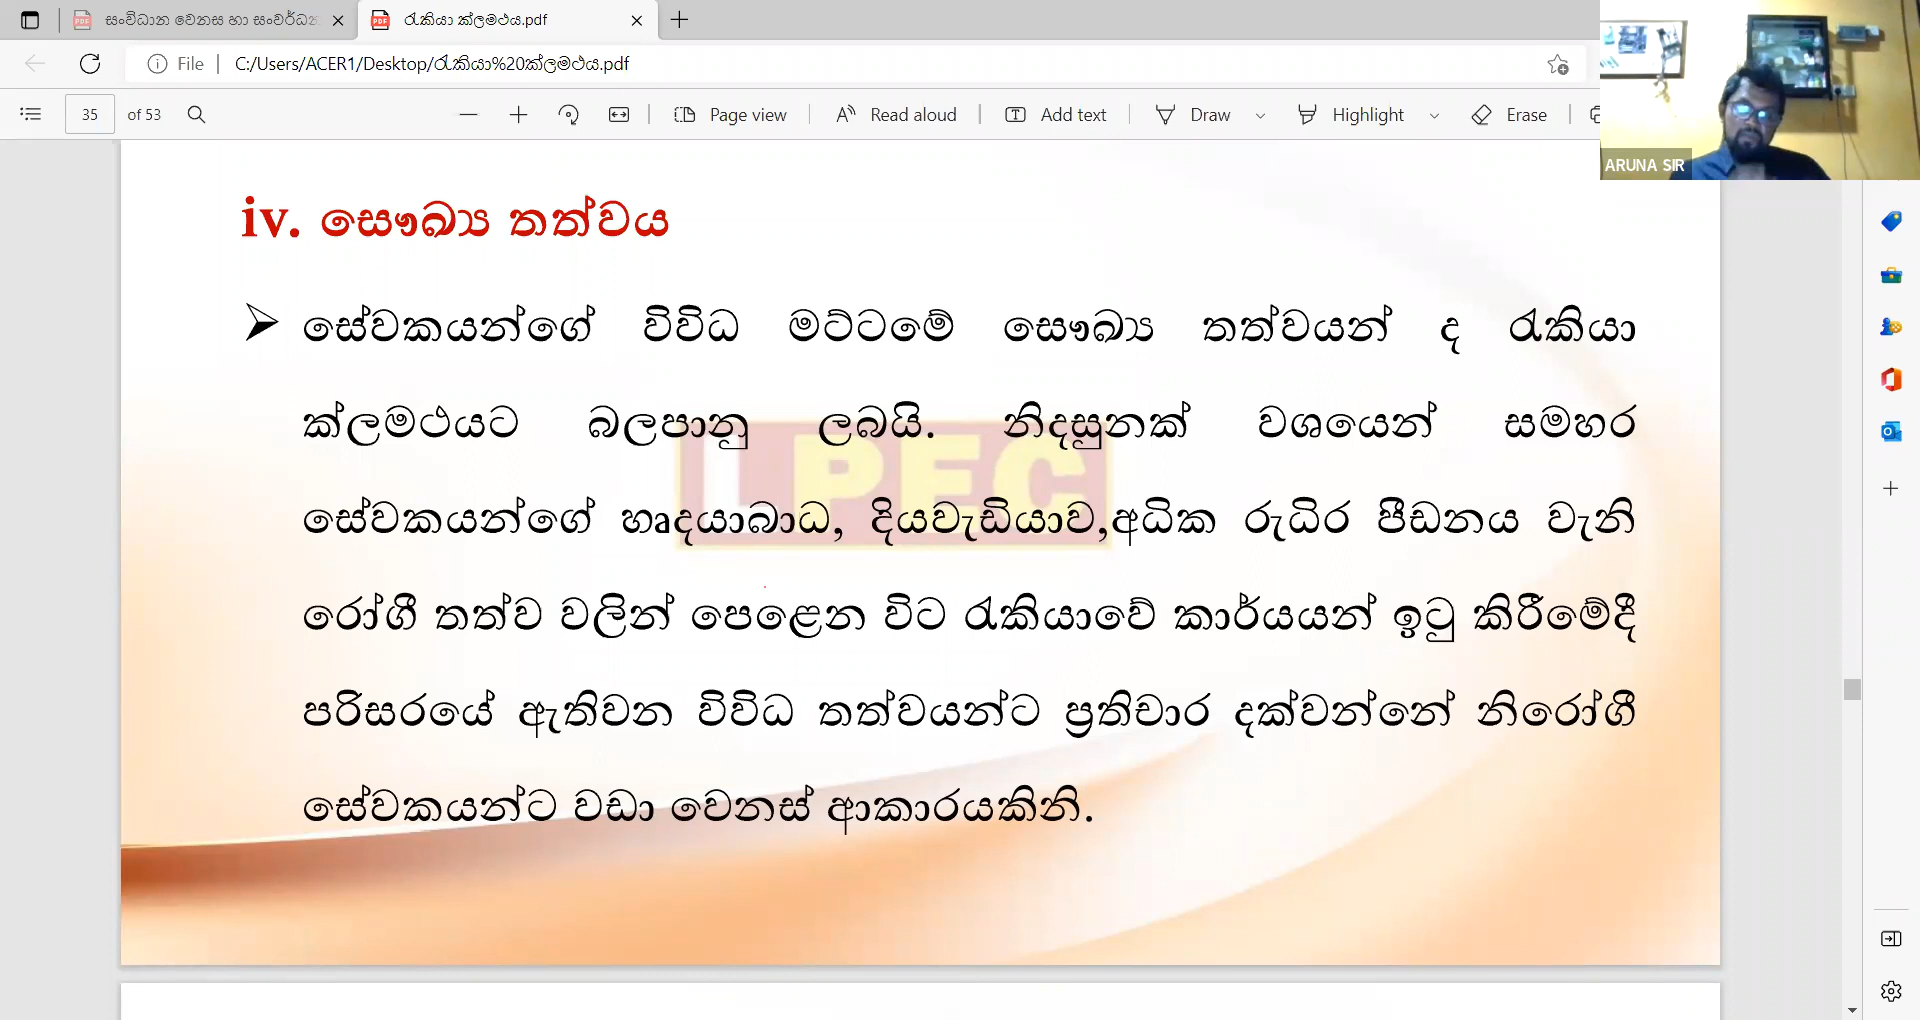 සංවිධාන වෙනස හා සංවර්ධන
රැකියා ක්ලමථය.pdf
File
C:/Users/ACER1/Desktop/රැකියා%20ක්ලමථය.pdf
35 of 53
Page view
Read aloud
Add text
Draw
Highlight
Erase
ARUNA SIR
iv. සෞඛ්‍ය තත්වය
සේවකයන්ගේ විවිධ මට්ටමේ සෞඛ්‍ය තත්වයන් ද රැකියා
ක්ලමථයට බලපානු ලබයි. නිදසුනක් වශයෙන් සමහර
සේවකයන්ගේ හෘදයාබාධ, දියවැඩියාව,අධික රුධිර පීඩනය වැනි
රෝගී තත්ව වලින් පෙළෙන විට රැකියාවේ කාර්යයන් ඉටු කිරීමේදී
පරිසරයේ ඇතිවන විවිධ තත්වයන්ට ප්‍රතිචාර දක්වන්නේ නිරෝගී
සේවකයන්ට වඩා වෙනස් ආකාරයකිනි.
PEC